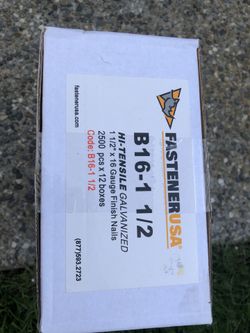 FASTENERUSA
B16-1 1/2
HI-TENSILE GALVANIZED
1 1/2" x 16 Gauge Finish Nails
2500 pcs x 12 boxes
Code: B16-1 1/2
fastenerusa.com
(877)593.2723